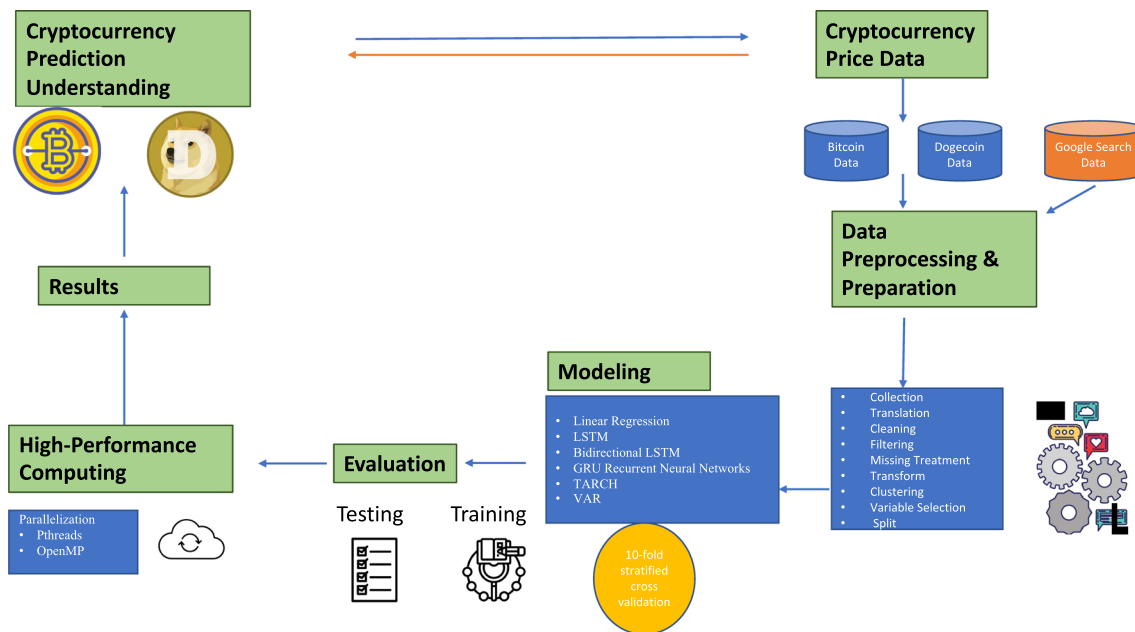 Cryptocurrency
Prediction
Understanding
Cryptocurrency
Price Data
Bitcoin
Data
Dogecoin
Data
Google Search
Data
Data
Preprocessing &
Preparation
• Collection
• Translation
• Cleaning
• Filtering
• Missing Treatment
• Transform
• Clustering
• Variable Selection
• Split
Modeling
• Linear Regression
• LSTM
• Bidirectional LSTM
• GRU Recurrent Neural Networks
• TARCH
• VAR
10-fold
stratified
cross
validation
Evaluation
Testing
Training
High-Performance
Computing
Parallelization
• Pthreads
• OpenMP
Results